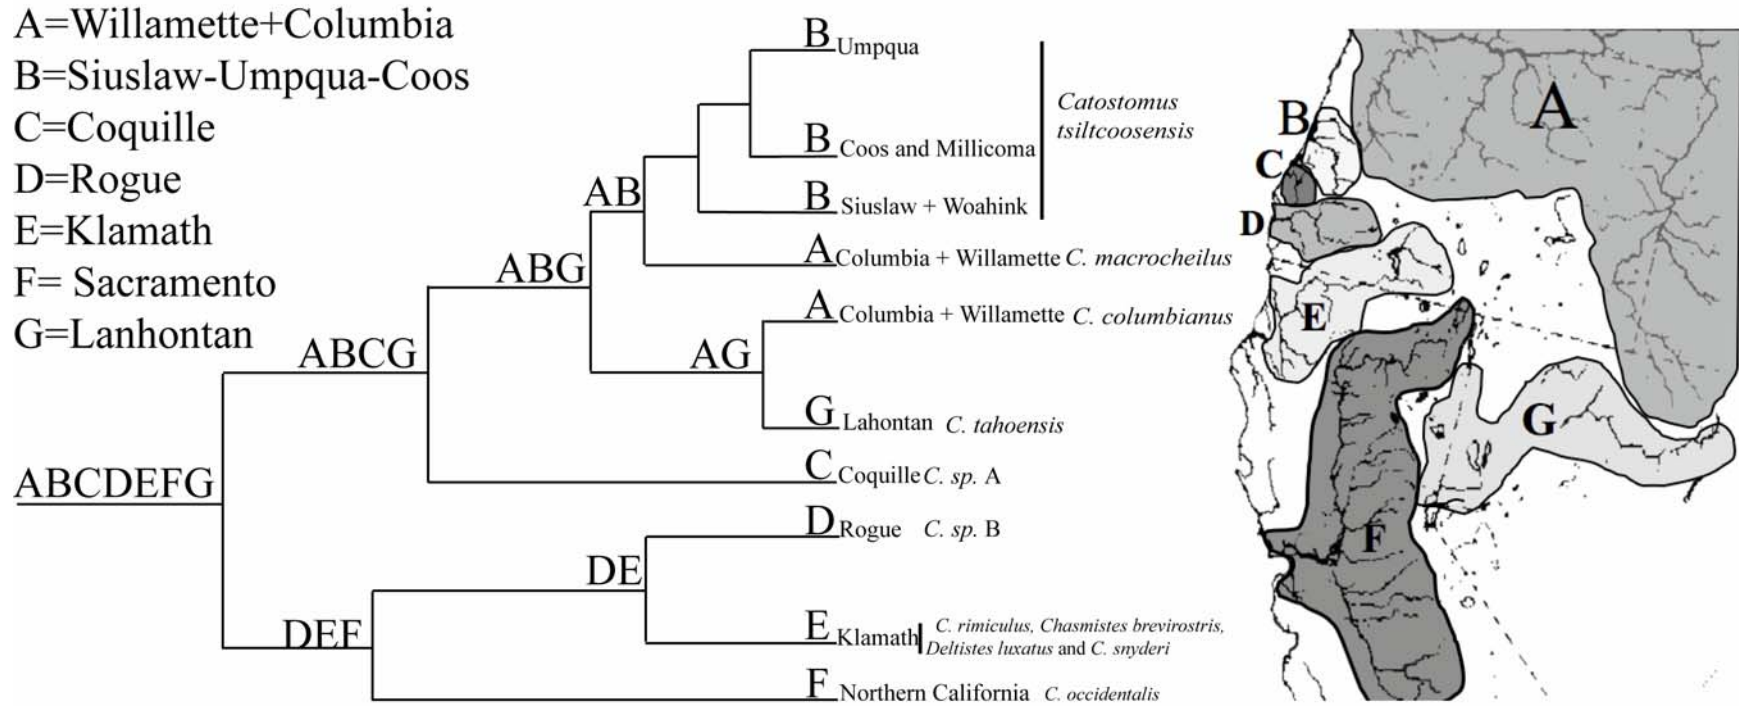 A=Willamette+Columbia
B=Siuslaw-Umpqua-Coos
C=Coquille
D=Rogue
E=Klamath
F= Sacramento
G=Lanhontan
ABCDEFG
ABCG
DEF
ABG
AB
AG
DE
B Umpqua
B Coos and Millicoma
B Siuslaw + Woahink
Catostomus
tsiltcoosensis
A Columbia + Willamette C. macrocheilus
A Columbia + Willamette C. columbianus
G Lahontan C. tahoensis
C Coquille C. sp. A
D Rogue C. sp. B
E Klamath C. rimiculus, Chasmistes brevirostris,
Deltistes luxatus and C. snyderi
F Northern California C. occidentalis
A
B
C
D
E
G
F